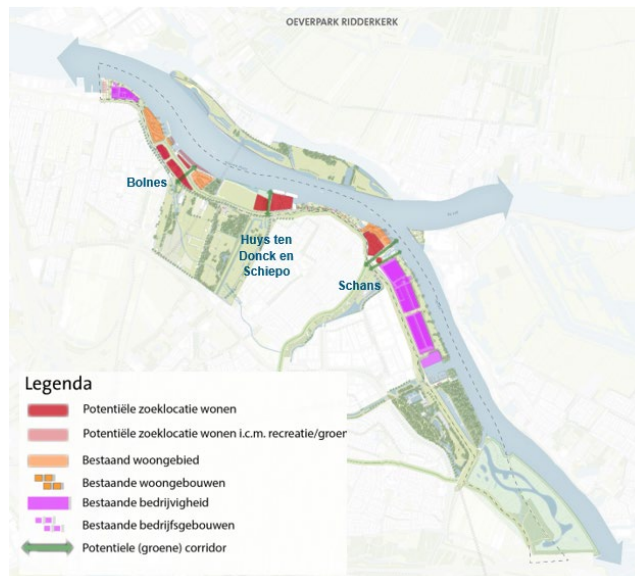 OEVERPARK RIDDERKERK
Bolnes
Huys ten
Donck en
Schiepo
Schans
Legenda
Potentiële zoeklocatie wonen
Potentiële zoeklocatie wonen i.c.m. recreatie/groen
Bestaand woongebied
Bestaande woongebouwen
Bestaande bedrijvigheid
Bestaande bedrijfsgebouwen
Potentiele (groene) corridor